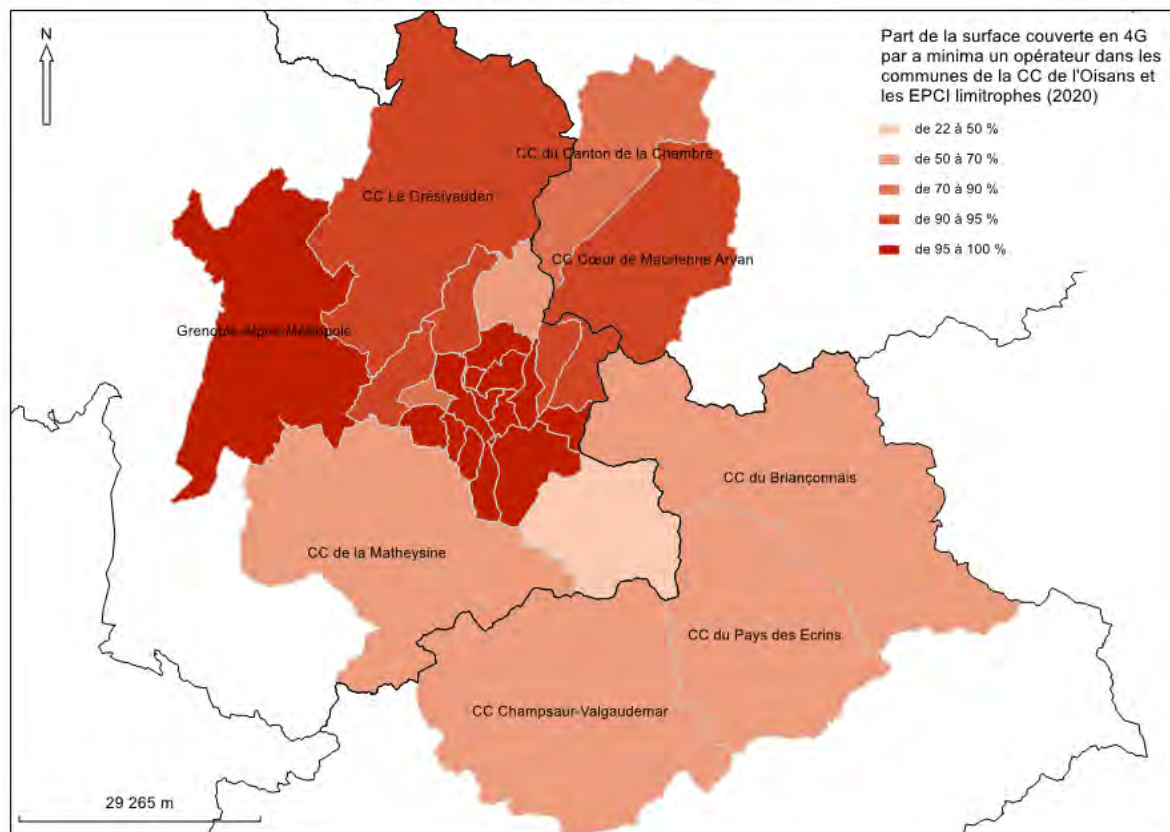 N
Part de la surface couverte en 4G
par a minima un opérateur dans les
communes de la CC de l'Oisans et
les EPCI limitrophes (2020)
de 22 à 50 %
de 50 à 70 %
de 70 à 90 %
de 90 à 95 %
de 95 à 100 %
CC du Canton de la Chambre
CC Le Grésivaudan
CC Cœur de Maurienne Arvan
Grenoble-Alpes-Métropole
CC du Briançonnais
CC de la Matheysine
CC du Pays des Ecrins
CC Champsaur-Valgaudemar
29 265 m